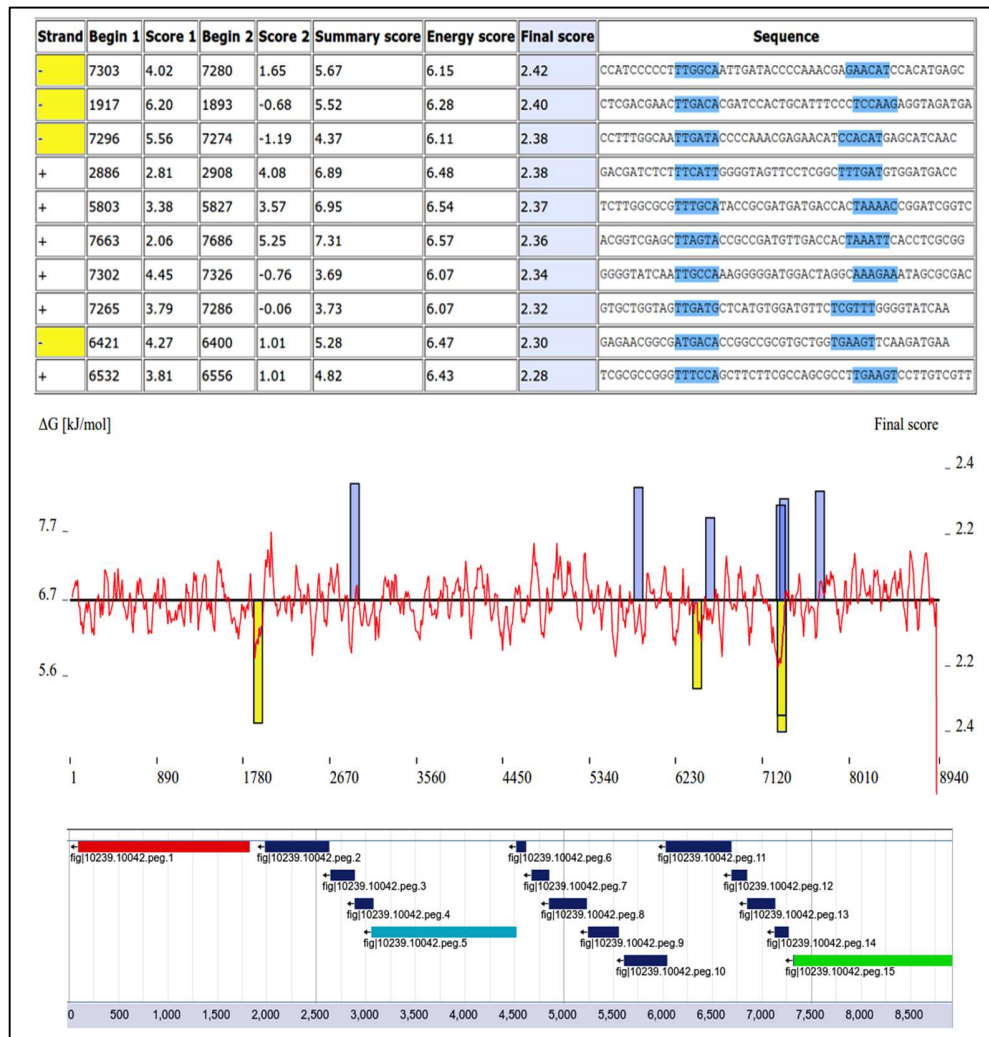 Strand Begin 1 Score 1 Begin 2 Score 2 Summary score Energy score Final score Sequence
- 7303 4.02 7280 1.65 5.67 6.15 2.42 CCATCCCCCTTTGGCAATTGATACCCCAAACGAGAACATCCACATGAGC
- 1917 6.20 1893 -0.68 5.52 6.28 2.40 CTCGACGAACTTGACACGATCCACTGCATTTCCCTCCAAGAGGTAGATGA
- 7296 5.56 7274 -1.19 4.37 6.11 2.38 CCTTTGGCAATTGATACCCCAAACGAGAACATCCACATGAGCATCAAC
+ 2886 2.81 2908 4.08 6.89 6.48 2.38 GACGATCTCTTTCATTGGGGTAGTTCCTCGGCTTTGATGTGGATGACC
+ 5803 3.38 5827 3.57 6.95 6.54 2.37 TCTTGGCGCGTTTGCATACCGCGATGATGACCACTAAAACCGGATCGGTC
+ 7663 2.06 7686 5.25 7.31 6.57 2.36 ACGGTCGAGCTTAGTACCGCCGATGTTGACCACTAAATTCACCTCGCGG
+ 7302 4.45 7326 -0.76 3.69 6.07 2.34 GGGGTATCAATTGCCAAAGGGGGATGGACTAGGCAAAGAAATAGCGCGAC
+ 7265 3.79 7286 -0.06 3.73 6.07 2.32 GTGCTGGTAGTTGATGCTCATGTGGATGTTCTCGTTTGGGGTATCAA
- 6421 4.27 6400 1.01 5.28 6.47 2.30 GAGAACGGCGATGACACCGGCCGCGTGCTGGTGAAGTTCAAGATGAA
+ 6532 3.81 6556 1.01 4.82 6.43 2.28 TCGCGCCGGGTTTCCAGCTTCTTCGCCAGCGCCTTGAAGTCCTTGTCGTT
ΔG [kJ/mol] Final score
2.4
7.7 2.2
6.7
5.6 2.2
2.4
1 890 1780 2670 3560 4450 5340 6230 7120 8010 8940
fig|10239.10042.peg.1 fig|10239.10042.peg.2 fig|10239.10042.peg.6 fig|10239.10042.peg.11
fig|10239.10042.peg.3 fig|10239.10042.peg.7 fig|10239.10042.peg.12
fig|10239.10042.peg.4 fig|10239.10042.peg.8 fig|10239.10042.peg.13
fig|10239.10042.peg.5 fig|10239.10042.peg.9 fig|10239.10042.peg.14
fig|10239.10042.peg.10 fig|10239.10042.peg.15
0 500 1,000 1,500 2,000 2,500 3,000 3,500 4,000 4,500 5,000 5,500 6,000 6,500 7,000 7,500 8,000 8,500